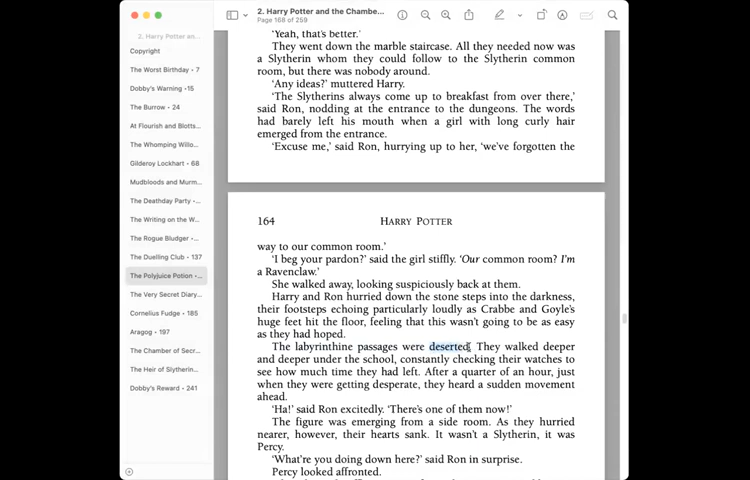 2. Harry Potter and the Chambe...
Page 168 of 259
2. Harry Potter an
Copyright
The Worst Birthday • 7
Dobby's Warning • 15
The Burrow • 24
At Flourish and Blotts...
The Whomping Willo...
Gilderoy Lockhart • 68
Mudbloods and Murm...
The Deathday Party •...
The Writing on the W...
The Rogue Bludger •...
The Duelling Club • 137
The Polyjuice Potion •...
The Very Secret Diary...
Cornelius Fudge • 185
Aragog • 197
The Chamber of Secr...
The Heir of Slytherin...
Dobby's Reward • 241
'Yeah, that's better.'
They went down the marble staircase. All they needed now was
a Slytherin whom they could follow to the Slytherin common
room, but there was nobody around.
'Any ideas?' muttered Harry.
'The Slytherins always come up to breakfast from over there,'
said Ron, nodding at the entrance to the dungeons. The words
had barely left his mouth when a girl with long curly hair
emerged from the entrance.
'Excuse me,' said Ron, hurrying up to her, 'we've forgotten the
164 HARRY POTTER
way to our common room.'
'I beg your pardon?' said the girl stiffly. 'Our common room? I'm
a Ravenclaw.'
She walked away, looking suspiciously back at them.
Harry and Ron hurried down the stone steps into the darkness,
their footsteps echoing particularly loudly as Crabbe and Goyle's
huge feet hit the floor, feeling that this wasn't going to be as easy
as they had hoped.
The labyrinthine passages were deserted. They walked deeper
and deeper under the school, constantly checking their watches to
see how much time they had left. After a quarter of an hour, just
when they were getting desperate, they heard a sudden movement
ahead.
'Ha!' said Ron excitedly. 'There's one of them now!'
The figure was emerging from a side room. As they hurried
nearer, however, their hearts sank. It wasn't a Slytherin, it was
Percy.
'What're you doing down here?' said Ron in surprise.
Percy looked affronted.